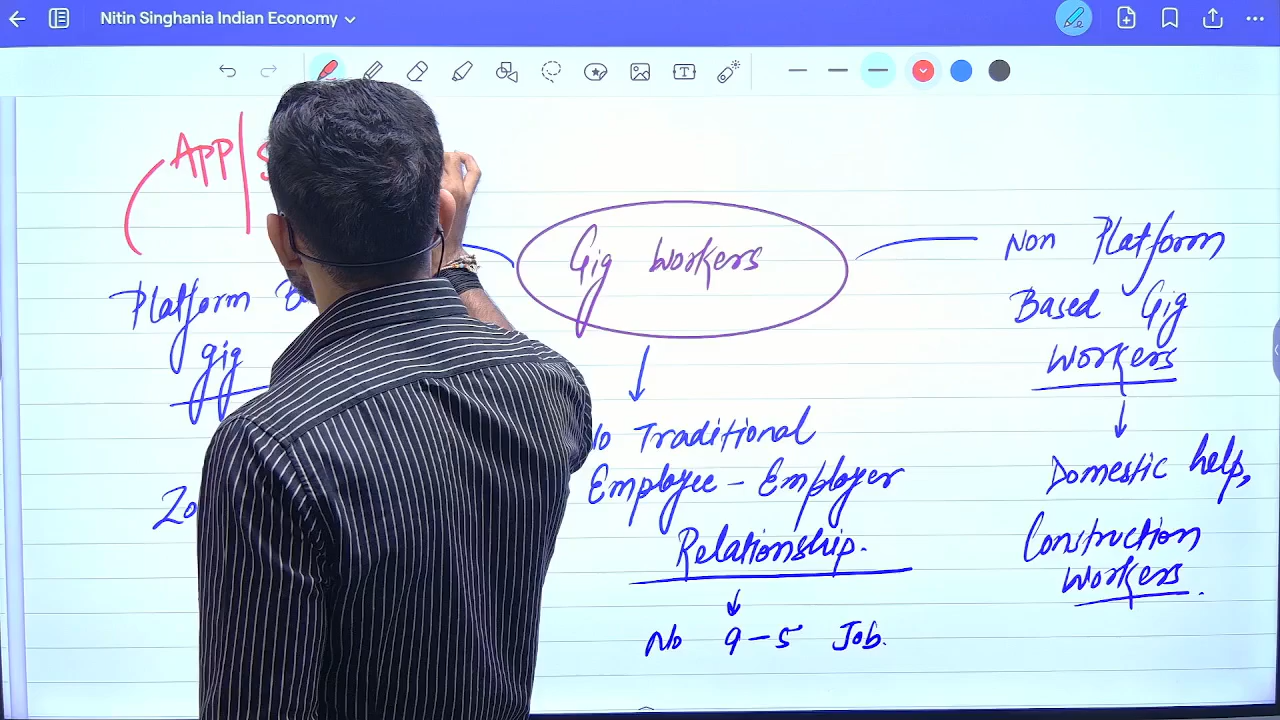 Nitin Singhania Indian Economy
App/
Platform
gig
Gig Workers
No Traditional
Employee - Employer
Relationship.
No 9-5 Job.
Non Platform
Based Gig
Workers
Domestic help,
Construction
Workers.